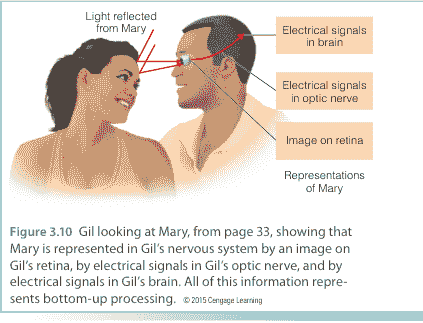 Light reflected
from Mary
Electrical signals
in brain
Electrical signals
in optic nerve
Image on retina
Representations
of Mary
Figure 3.10 Gil looking at Mary, from page 33, showing that
Mary is represented in Gil's nervous system by an image on
Gil's retina, by electrical signals in Gil's optic nerve, and by
electrical signals in Gil's brain. All of this information repre-
sents bottom-up processing. © 2015 Cengage Learning